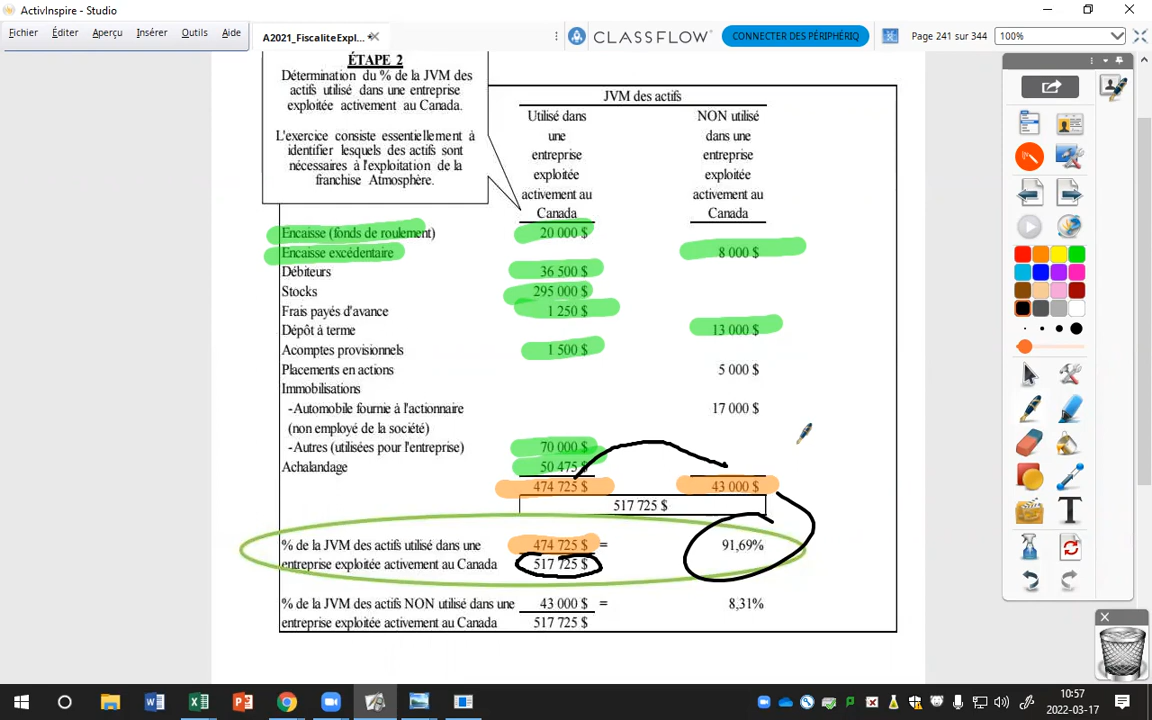 ActivInspire - Studio
Fichier Éditer Aperçu Insérer Outils Aide
A2021_FiscaliteExpl...
CLASSFLOW
CONNECTER DES PÉRIPHÉRIQ
Page 241 sur 344
100%
ÉTAPE 2
Détermination du % de la JVM des
actifs utilisé dans une entreprise
exploitée activement au Canada.
L'exercice consiste essentiellement à
identifier lesquels des actifs sont
nécessaires à l'exploitation de la
franchise Atmosphère.
JVM des actifs
Utilisé dans NON utilisé
une dans une
entreprise entreprise
exploitée exploitée
activement au activement au
Canada Canada
Encaisse (fonds de roulement) 20 000 $
Encaisse excédentaire 8 000 $
Débiteurs 36 500 $
Stocks 295 000 $
Frais payés d'avance 1 250 $
Dépôt à terme 13 000 $
Acomptes provisionnels 1 500 $
Placements en actions 5 000 $
Immobilisations
-Automobile fournie à l'actionnaire 17 000 $
(non employé de la société)
-Autres (utilisées pour l'entreprise) 70 000 $
Achalandage 50 475 $
474 725 $ 43 000 $
517 725 $
% de la JVM des actifs utilisé dans une 474 725 $ = 91,69%
entreprise exploitée activement au Canada 517 725 $
% de la JVM des actifs NON utilisé dans une 43 000 $ = 8,31%
entreprise exploitée activement au Canada 517 725 $
10:57
2022-03-17